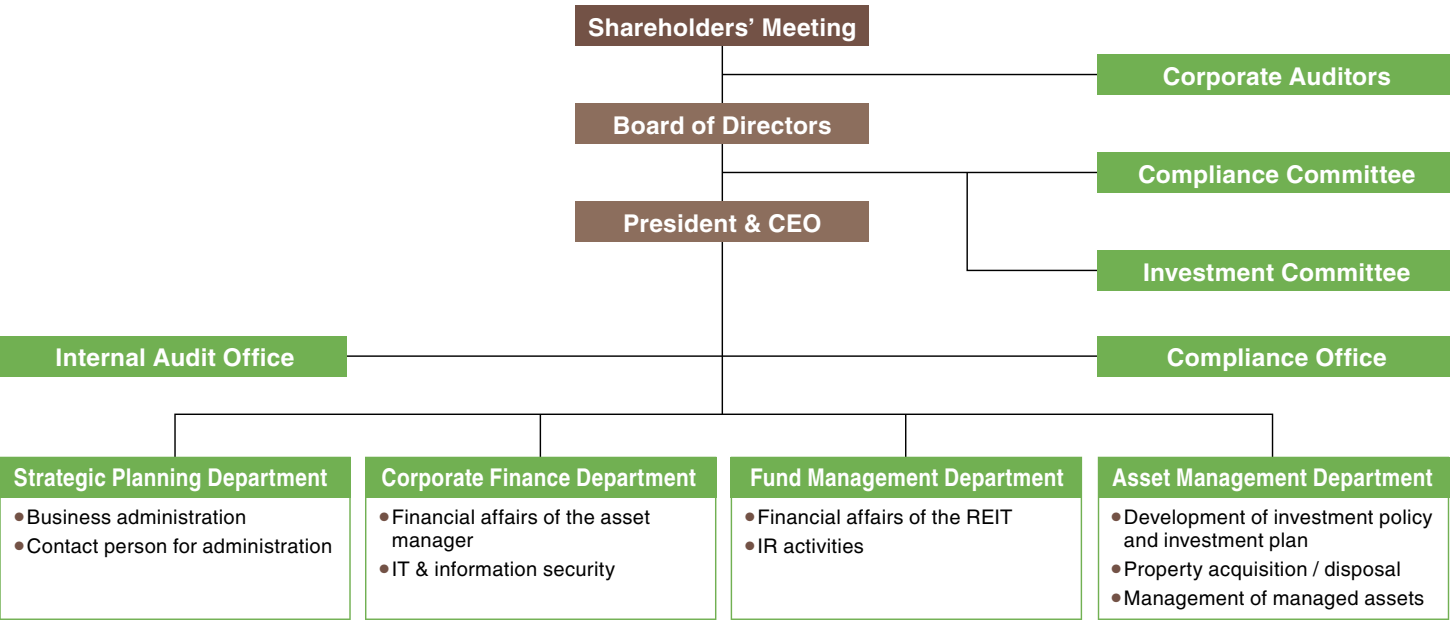 Shareholders’ Meeting
Corporate Auditors
Board of Directors
Compliance Committee
President & CEO
Investment Committee
Internal Audit Office
Compliance Office
Strategic Planning Department
•Business administration
•Contact person for administration
Corporate Finance Department
•Financial affairs of the asset
manager
•IT & information security
Fund Management Department
•Financial affairs of the REIT
•IR activities
Asset Management Department
•Development of investment policy
and investment plan
•Property acquisition / disposal
•Management of managed assets